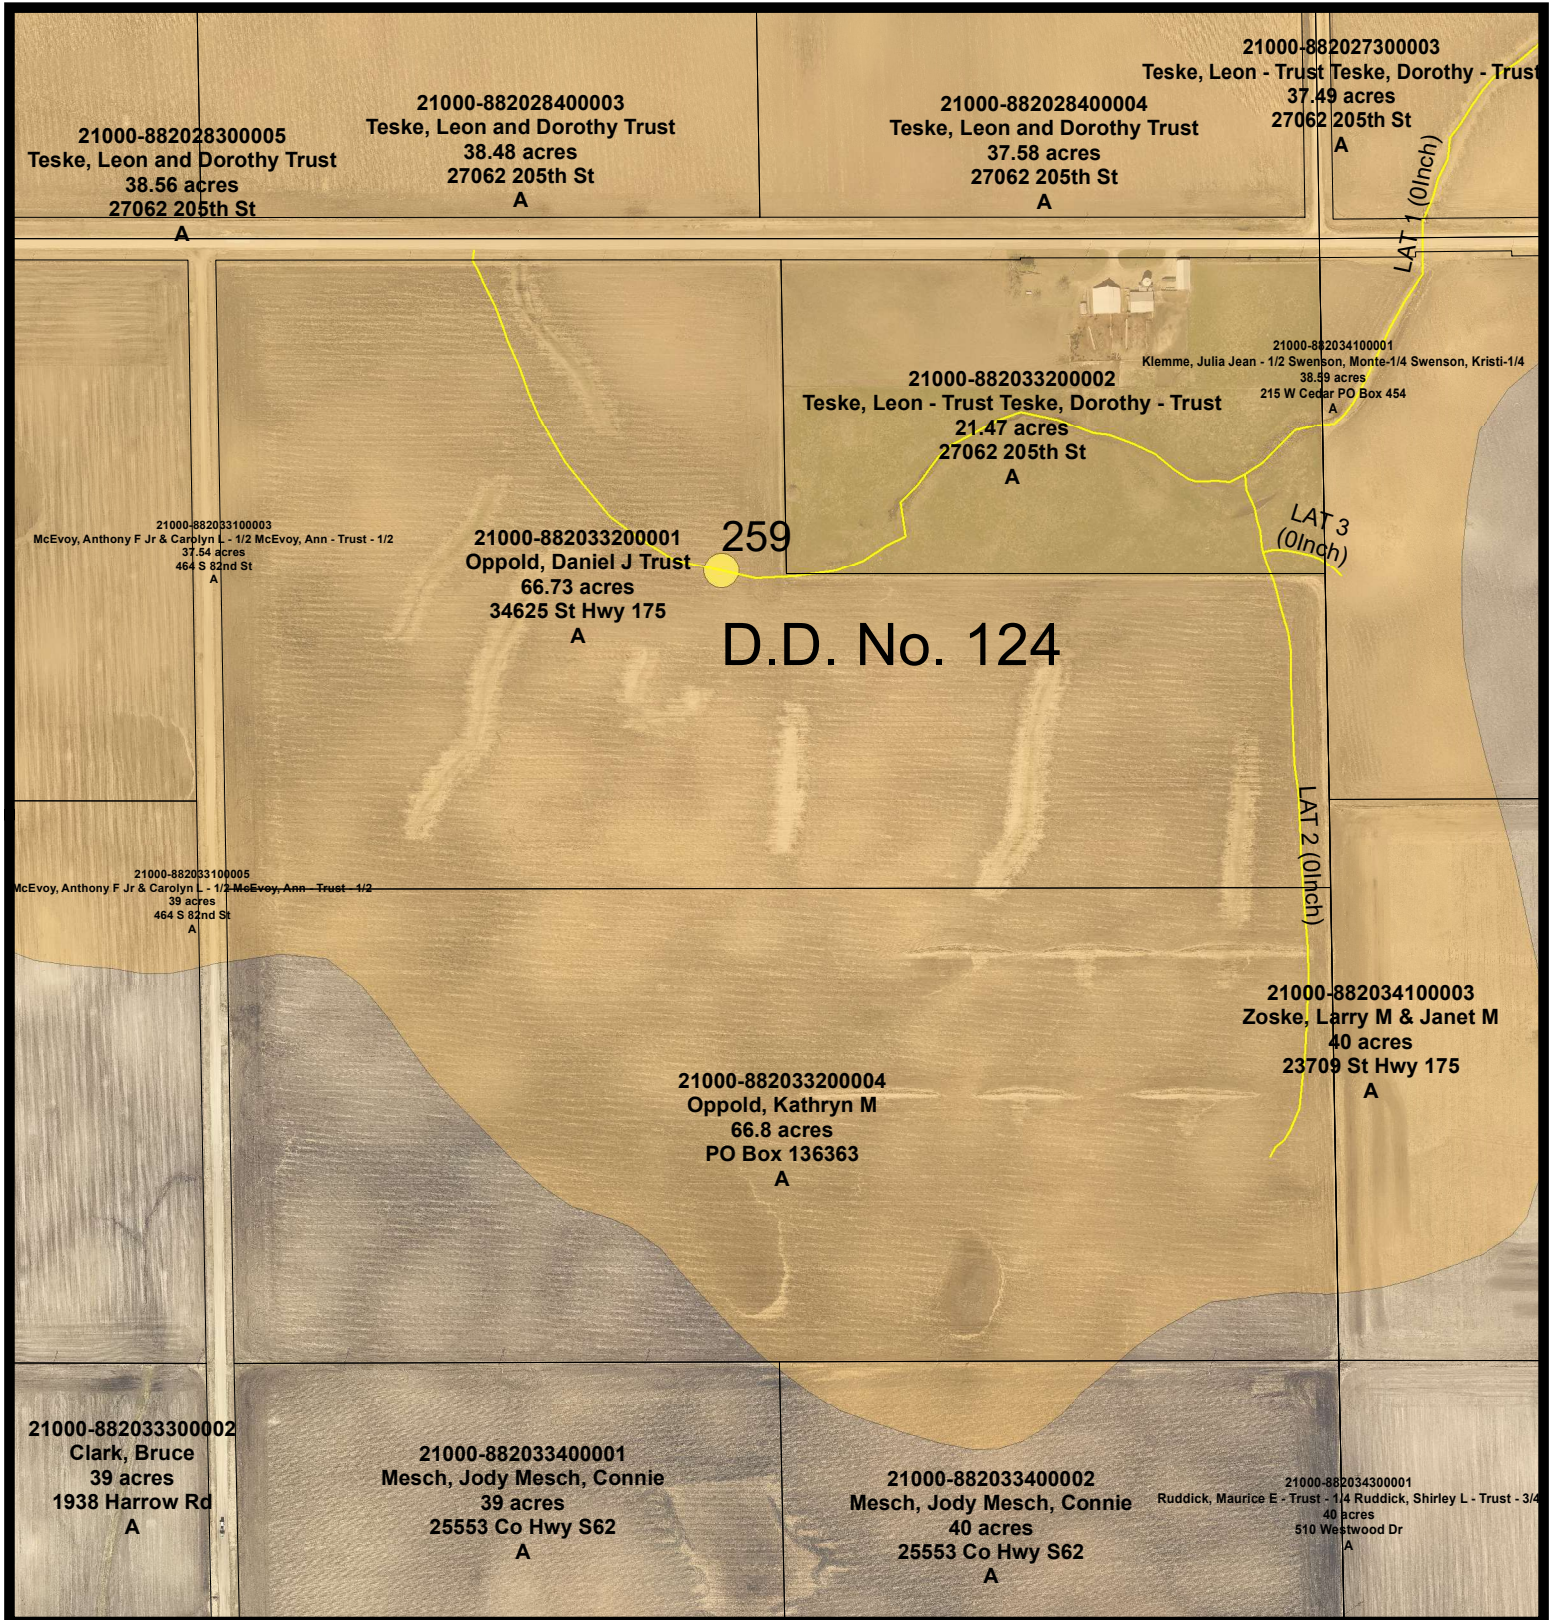 21000-882028300005
Teske, Leon and Dorothy Trust
38.56 acres
27062 205th St
A
21000-882028400003
Teske, Leon and Dorothy Trust
38.48 acres
27062 205th St
A
21000-882028400004
Teske, Leon and Dorothy Trust
37.58 acres
27062 205th St
A
21000-882027300003
Teske, Leon - Trust Teske, Dorothy - Trust
37.49 acres
27062 205th St
A
LAT 1 (0Inch)
21000-882034100001
Klemme, Julia Jean - 1/2 Swenson, Monte-1/4 Swenson, Kristi-1/4
38.59 acres
215 W Cedar PO Box 454
A
21000-882033200002
Teske, Leon - Trust Teske, Dorothy - Trust
21.47 acres
27062 205th St
A
21000-882033100003
McEvoy, Anthony F Jr & Carolyn L - 1/2 McEvoy, Ann - Trust - 1/2
37.54 acres
464 S 82nd St
A
21000-882033200001
Oppold, Daniel J Trust
66.73 acres
34625 St Hwy 175
A
259
LAT 3
(0Inch)
D.D. No. 124
LAT 2 (0Inch)
21000-882033100005
McEvoy, Anthony F Jr & Carolyn L - 1/2 McEvoy, Ann - Trust - 1/2
39 acres
464 S 82nd St
A
21000-882034100003
Zoske, Larry M & Janet M
40 acres
23709 St Hwy 175
A
21000-882033200004
Oppold, Kathryn M
66.8 acres
PO Box 136363
A
21000-882033300002
Clark, Bruce
39 acres
1938 Harrow Rd
A
21000-882033400001
Mesch, Jody Mesch, Connie
39 acres
25553 Co Hwy S62
A
21000-882033400002
Mesch, Jody Mesch, Connie
40 acres
25553 Co Hwy S62
A
21000-882034300001
Ruddick, Maurice E - Trust - 1/4 Ruddick, Shirley L - Trust - 3/4
40 acres
510 Westwood Dr
A